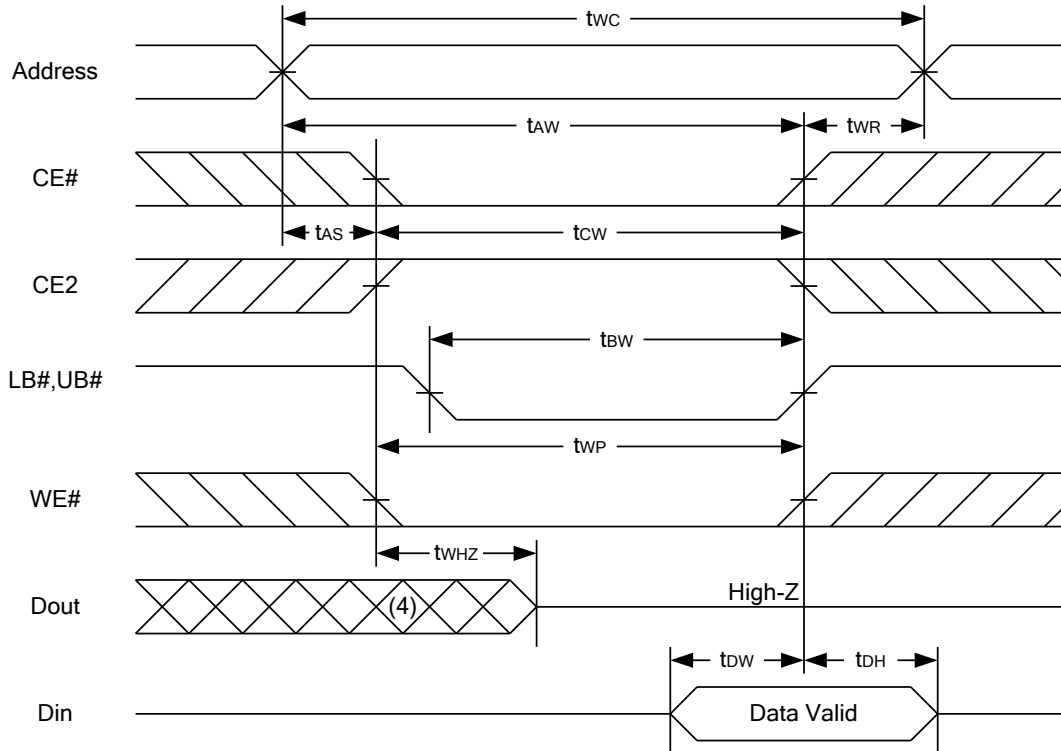 tWC
Address
tAW
tWR
CE#
tAS
tCW
CE2
tBW
LB#,UB#
tWP
WE#
tWHZ
Dout
(4)
High-Z
tDW
tDH
Din
Data Valid